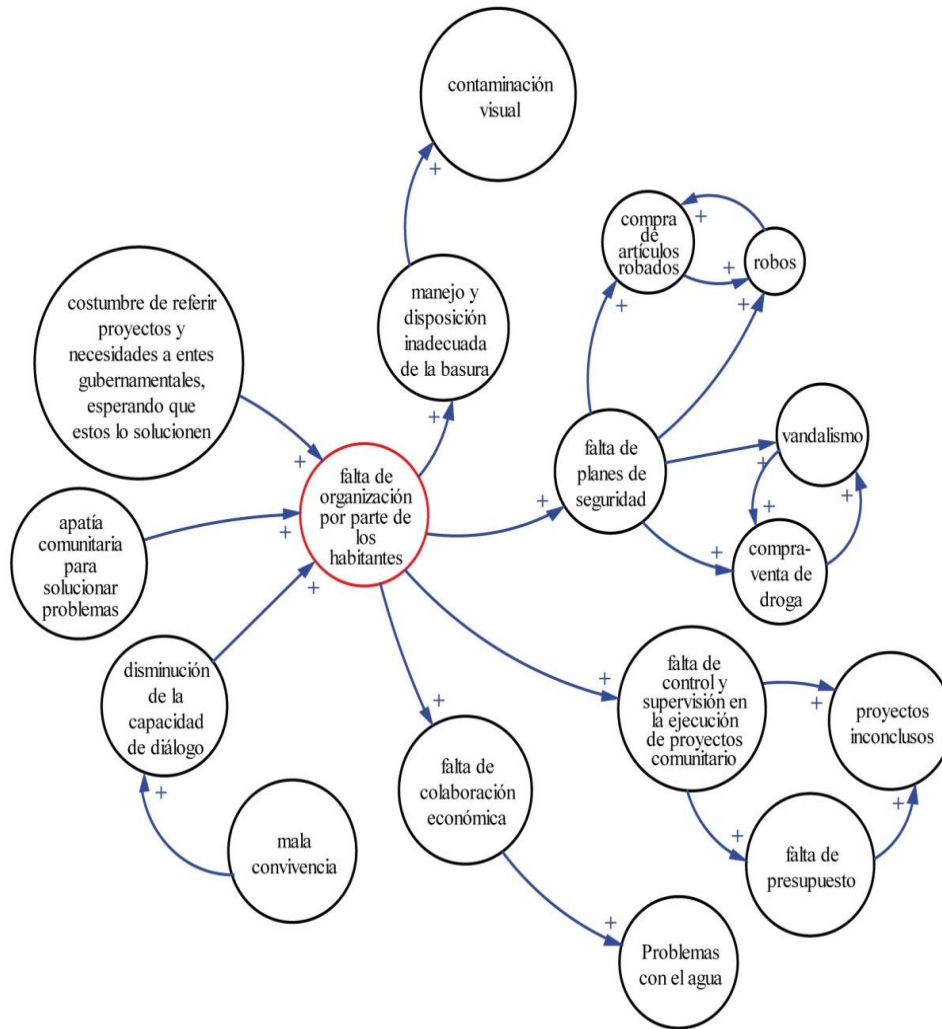 contaminación
visual
+
compra
de
artículos
robados
+
+
robos
+
+
costumbre de referir
proyectos y
necesidades a entes
gubernamentales,
esperando que
estos lo solucionen
+
manejo y
disposición
inadecuada
de la basura
+
falta de
organización
por parte de
los
habitantes
falta de
planes de
seguridad
+
vandalismo
+
+
+
compra-
venta de
droga
+
+
apatía
comunitaria
para
solucionar
problemas
+
disminución
de la
capacidad
de diálogo
+
mala
convivencia
+
falta de
colaboración
económica
+
falta de
control y
supervisión en
la ejecución
de proyectos
comunitario
+
+
proyectos
inconclusos
+
+
falta de
presupuesto
+
Problemas
con el agua
+